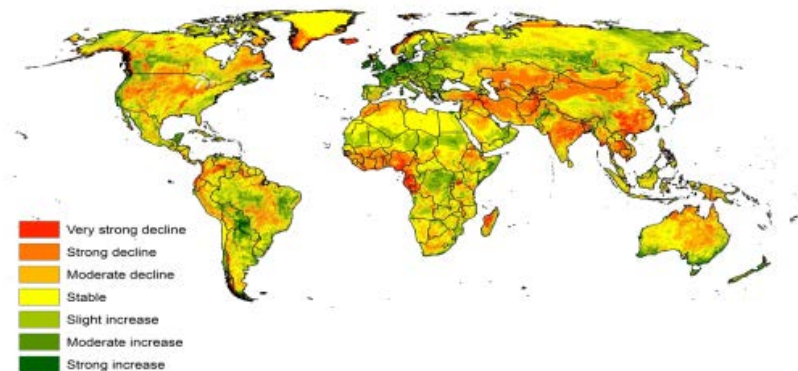 Very strong decline
Strong decline
Moderate decline
Stable
Slight increase
Moderate increase
Strong increase